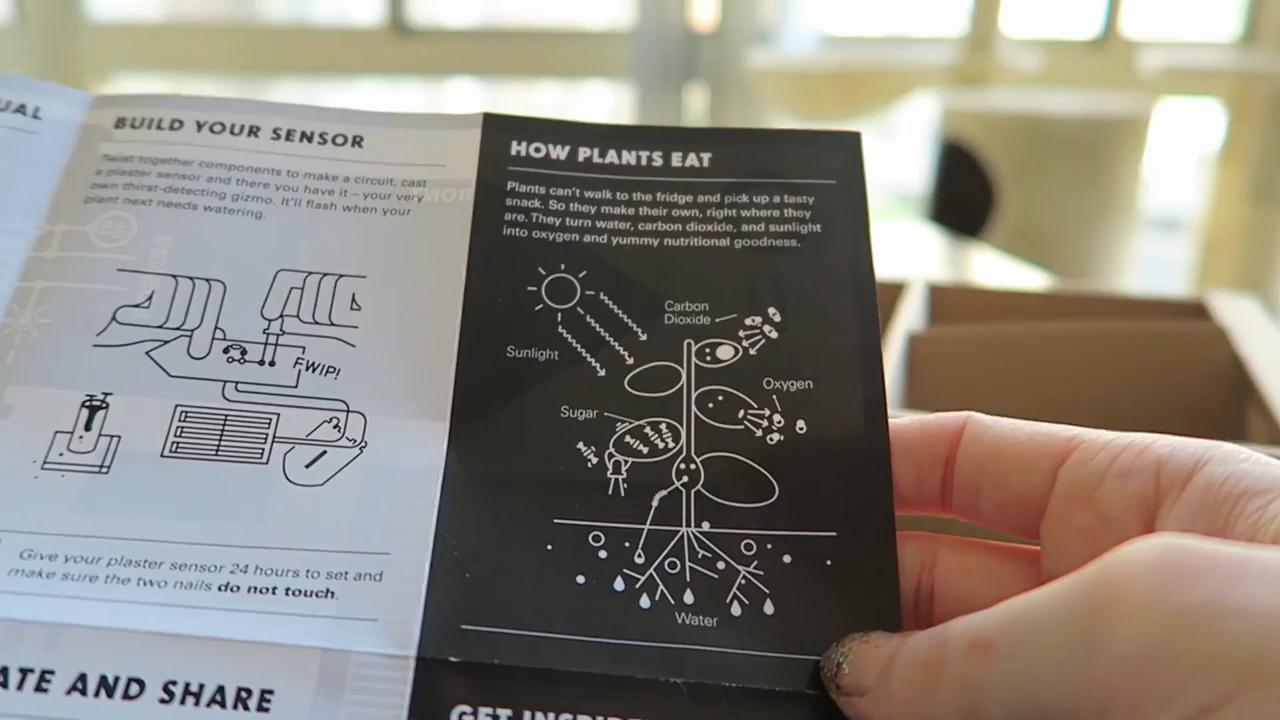 UAL
BUILD YOUR SENSOR
Twist together components to make a circuit, cast
a plaster sensor and there you have it – your very
own thirst-detecting gizmo. It'll flash when your
plant next needs watering.
FWIP!
Give your plaster sensor 24 hours to set and
make sure the two nails do not touch.
ATE AND SHARE
HOW PLANTS EAT
Plants can't walk to the fridge and pick up a tasty
snack. So they make their own, right where they
are. They turn water, carbon dioxide, and sunlight
into oxygen and yummy nutritional goodness.
Carbon
Dioxide
Sunlight
Oxygen
Sugar
Water
GET